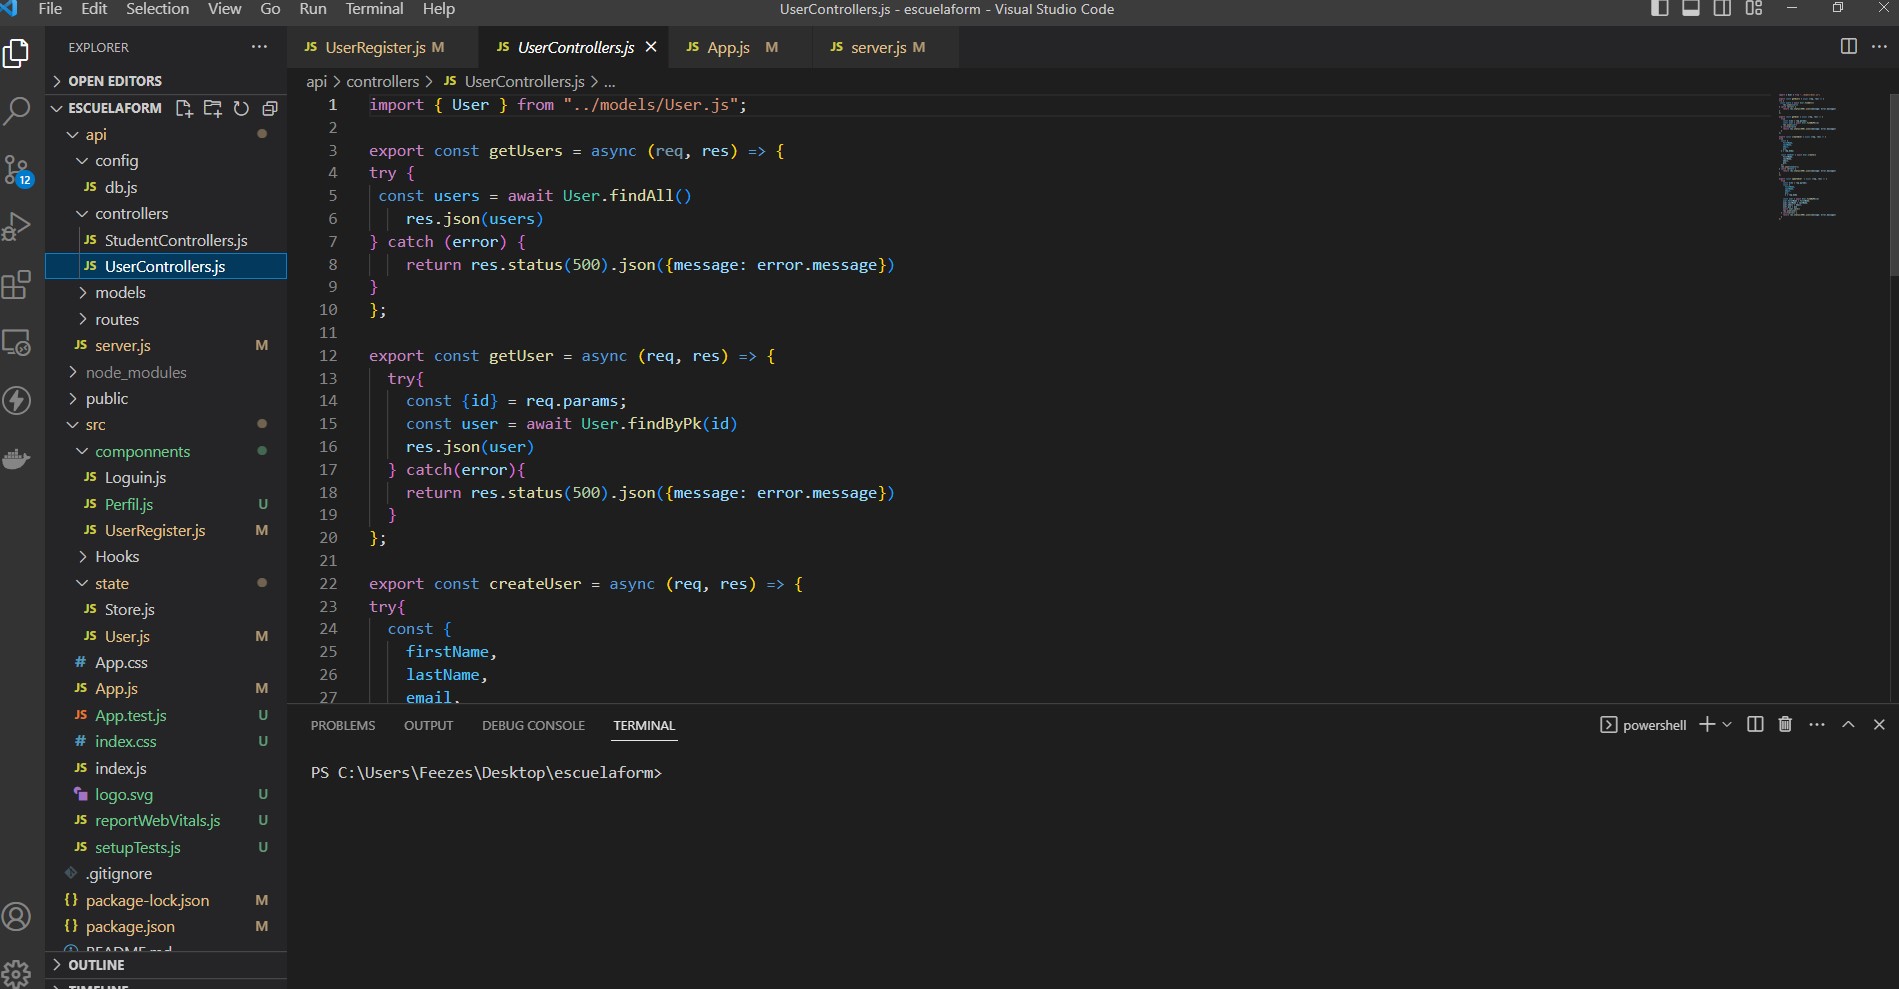 File Edit Selection View Go Run Terminal Help
UserControllers.js - escuelaform - Visual Studio Code
EXPLORER
OPEN EDITORS
ESCUELAFORM
api
config
JS db.js
controllers
JS StudentControllers.js
JS UserControllers.js
models
routes
JS server.js M
node_modules
public
src
componnents
JS Loguin.js
JS Perfil.js U
JS UserRegister.js M
Hooks
state
JS Store.js
JS User.js M
# App.css
JS App.js M
JS App.test.js U
# index.css U
JS index.js
logo.svg U
JS reportWebVitals.js U
JS setupTests.js U
.gitignore
{} package-lock.json M
{} package.json M
README.md
OUTLINE
TIMELINE
12
JS UserRegister.js M
JS UserControllers.js
JS App.js M
JS server.js M
api > controllers > JS UserControllers.js > ...
1 import { User } from "../models/User.js";
2
3 export const getUsers = async (req, res) => {
4 try {
5 const users = await User.findAll()
6 res.json(users)
7 } catch (error) {
8 return res.status(500).json({message: error.message})
9 }
10 };
11
12 export const getUser = async (req, res) => {
13 try{
14 const {id} = req.params;
15 const user = await User.findByPk(id)
16 res.json(user)
17 } catch(error){
18 return res.status(500).json({message: error.message})
19 }
20 };
21
22 export const createUser = async (req, res) => {
23 try{
24 const {
25 firstName,
26 lastName,
27 email,
PROBLEMS OUTPUT DEBUG CONSOLE TERMINAL
powershell
PS C:\Users\Feezes\Desktop\escuelaform>